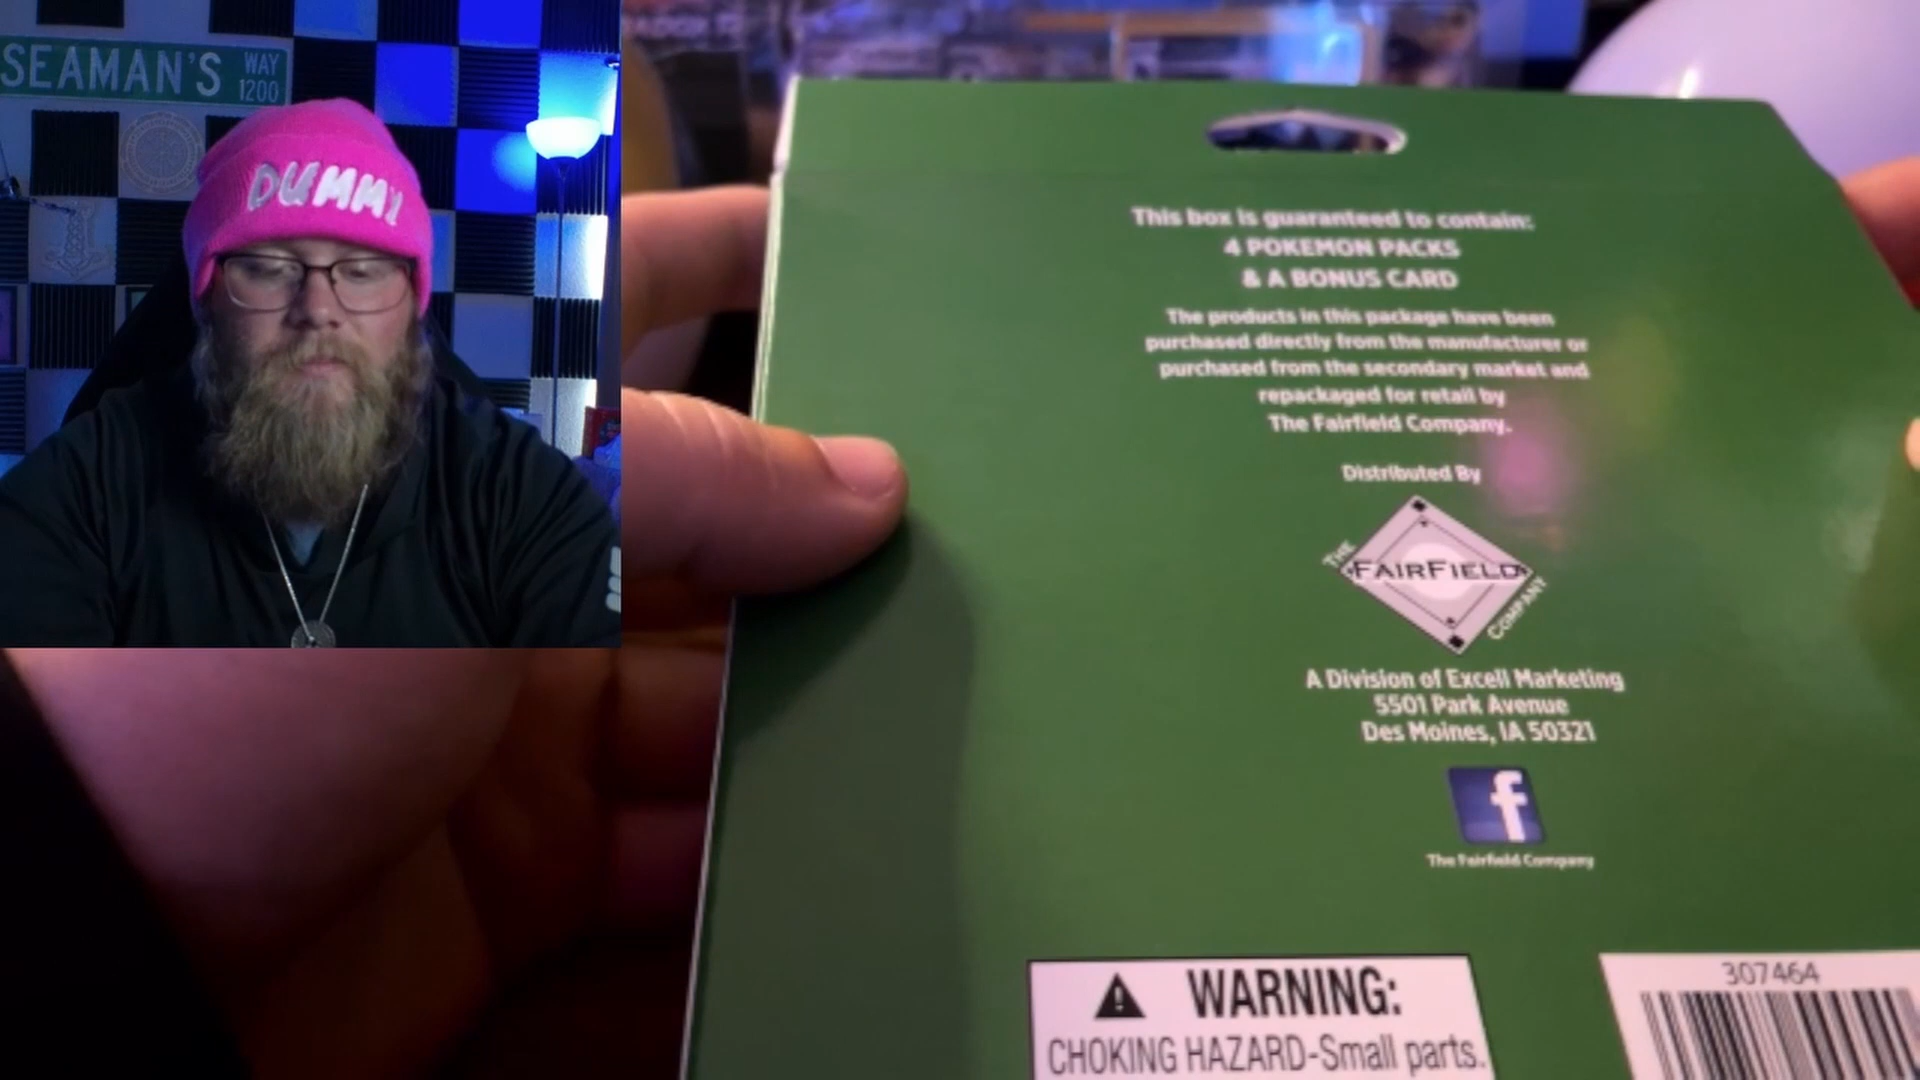 SEAMAN'S WAY 1200
DUMMY
This box is guaranteed to contain:
4 POKEMON PACKS
& A BONUS CARD
The products in this package have been
purchased directly from the manufacturer or
purchased from the secondary market and
repackaged for retail by
The Fairfield Company.
Distributed By
THE
FAIRFIELD
COMPANY
A Division of Excell Marketing
5501 Park Avenue
Des Moines, IA 50321
f
The Fairfield Company
WARNING:
CHOKING HAZARD-Small parts.
307464